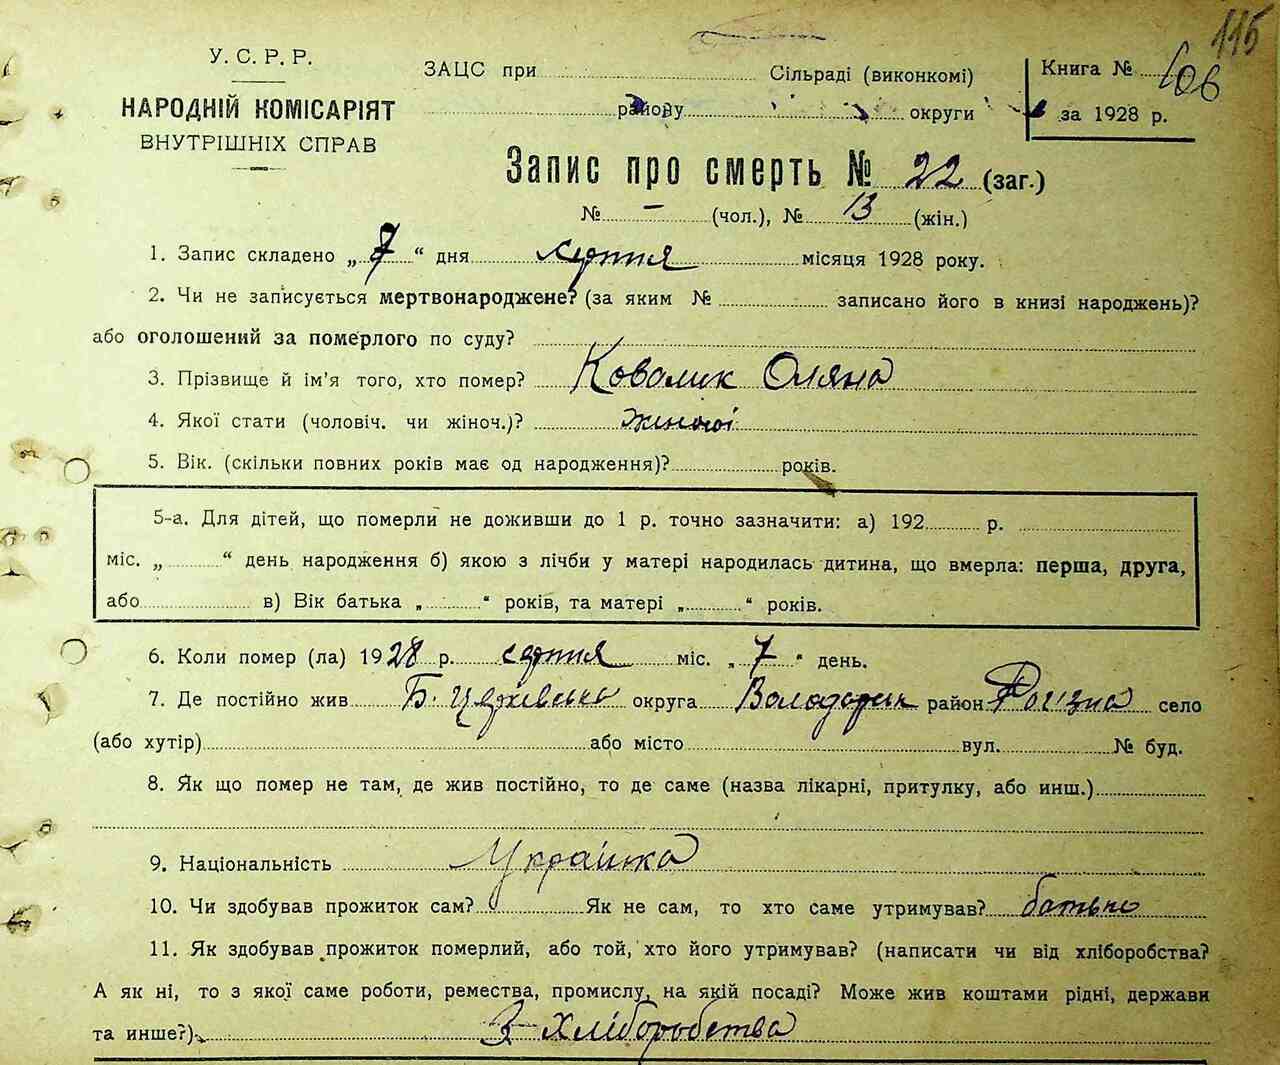 115
У. С. Р. Р.
НАРОДНІЙ КОМІСАРІЯТ
ВНУТРІШНІХ СПРАВ
ЗАЦС при Сільраді (виконкомі)
району округи
Книга №
за 1928 р.
Запис про смерть № 22 (заг.)
№ – (чол.), № 13 (жін.)
1. Запис складено „ 7 “ дня серпня місяця 1928 року.
2. Чи не записується мертвонароджене? (за яким № записано його в книзі народжень)?
або оголошений за померлого по суду?
3. Прізвище й ім'я того, хто помер? Ковалик Оляна
4. Якої стати (чоловіч. чи жіноч.)? жиночої
5. Вік. (скільки повних років має од народження)? років.
5-а. Для дітей, що померли не доживши до 1 р. точно зазначити: а) 192 р.
міс. „ “ день народження б) якою з лічби у матері народилась дитина, що вмерла: перша, друга,
або в) Вік батька „ “ років, та матері „ “ років.
6. Коли помер (ла) 1928 р. серпня міс. „ 7 “ день.
7. Де постійно жив Б. Церківська округа Володарськ район Рогізна село
(або хутір) або місто вул. № буд.
8. Як що помер не там, де жив постійно, то де саме (назва лікарні, притулку, або инш.)
9. Національність Українка
10. Чи здобував прожиток сам? Як не сам, то хто саме утримував? батько
11. Як здобував прожиток померлий, або той, хто його утримував? (написати чи від хліборобства?
А як ні, то з якої саме роботи, ремества, промислу, на якій посаді? Може жив коштами рідні, держави
та инше?) З хліборобства